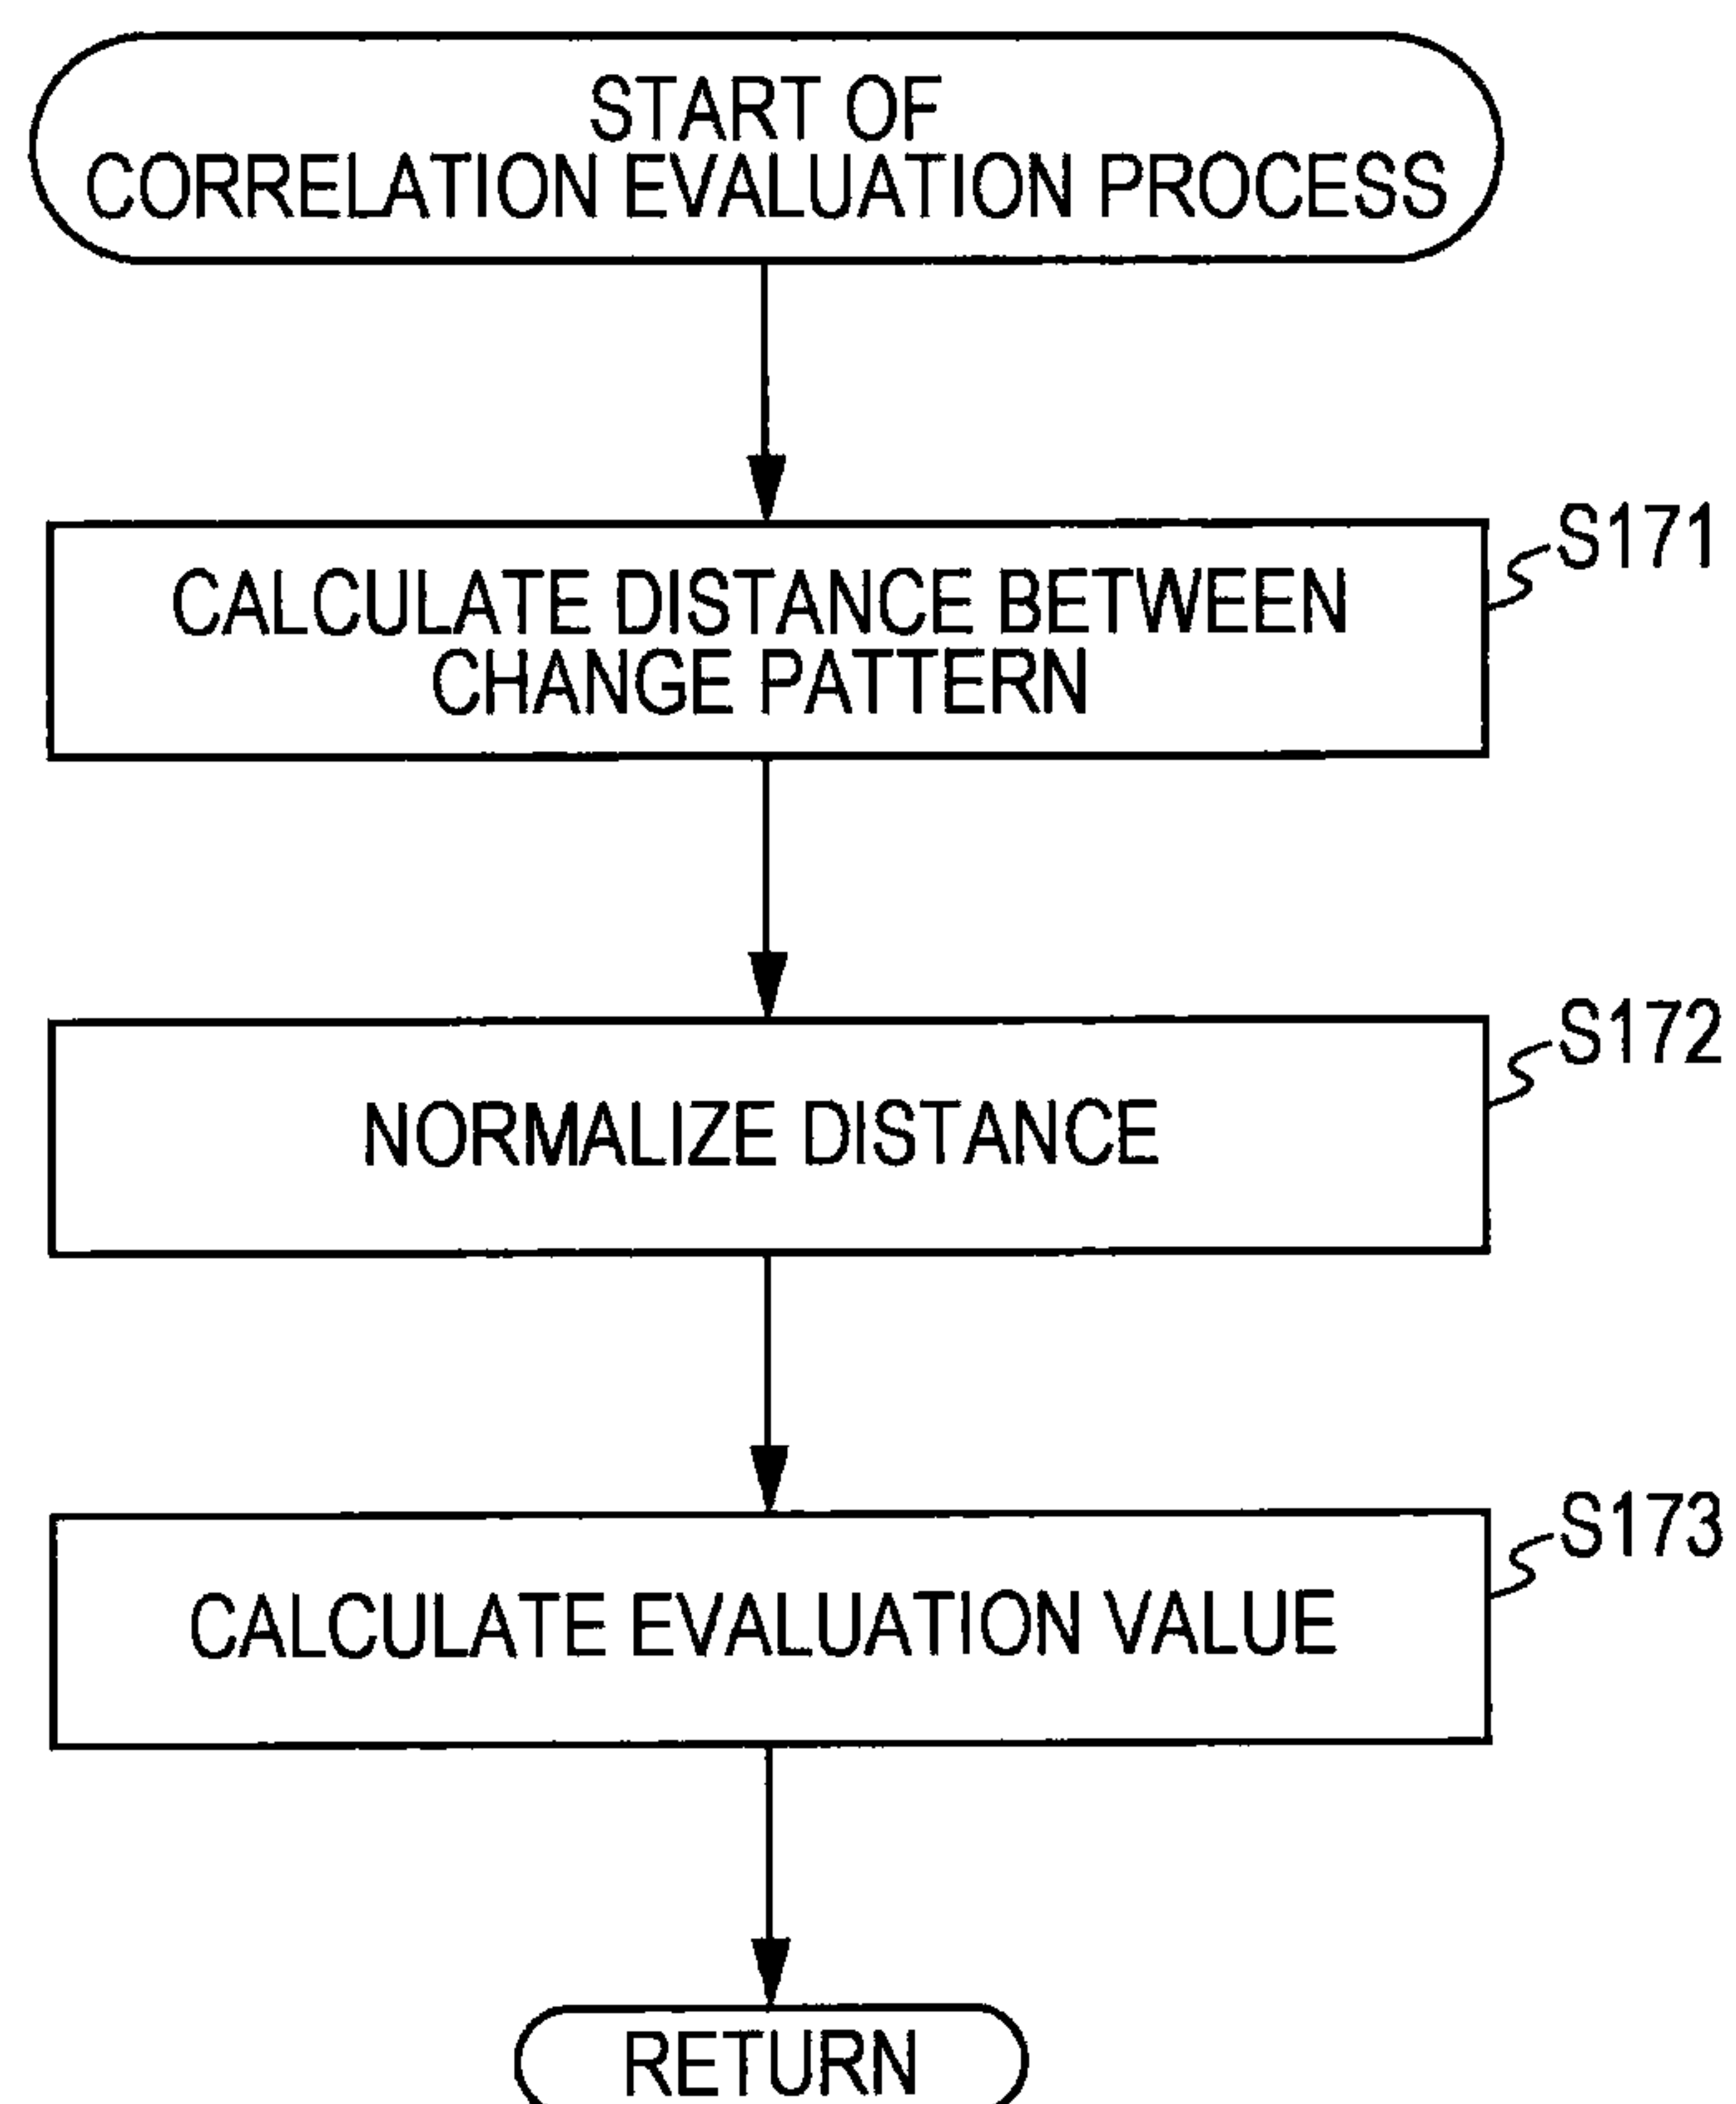 START OF
CORRELATION EVALUATION PROCESS
S171
CALCULATE DISTANCE BETWEEN
CHANGE PATTERN
S172
NORMALIZE DISTANCE
S173
CALCULATE EVALUATION VALUE
RETURN